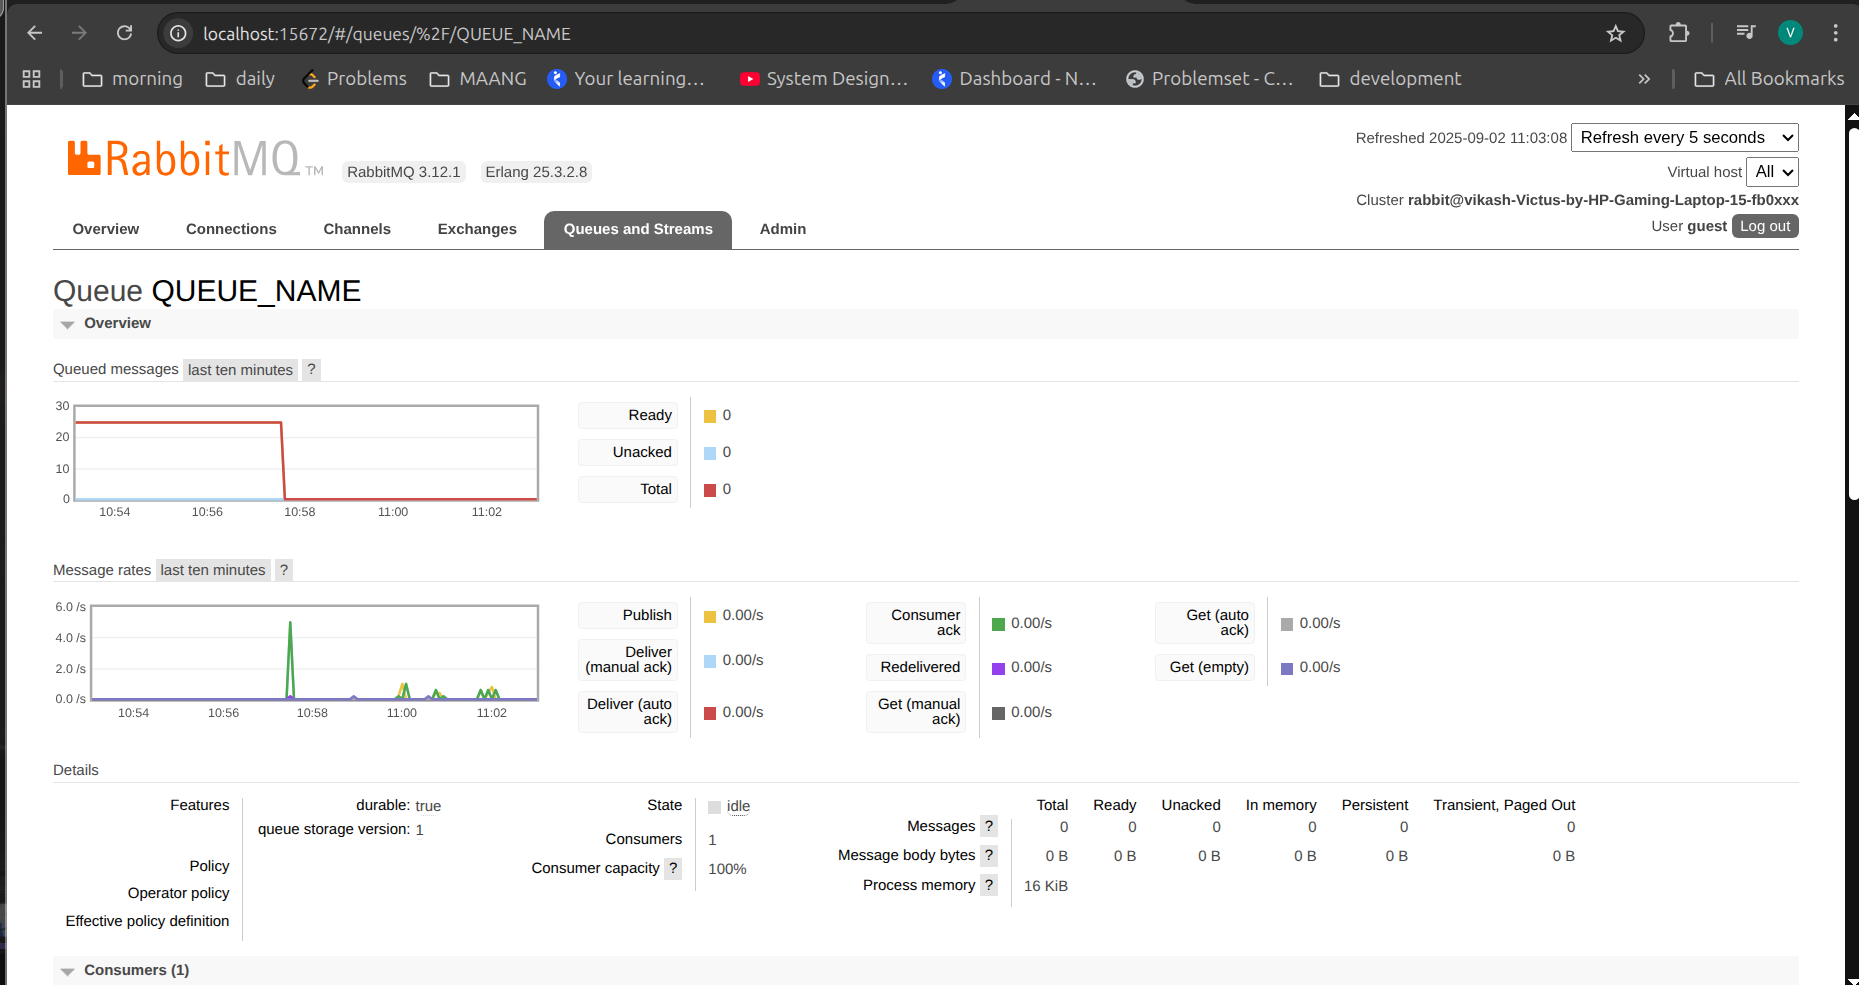 localhost:15672/#/queues/%2F/QUEUE_NAME
V
morning daily Problems MAANG Your learning... System Design... Dashboard - N... Problemset - C... development » All Bookmarks
RabbitMQ TM RabbitMQ 3.12.1 Erlang 25.3.2.8
Refreshed 2025-09-02 11:03:08 Refresh every 5 seconds
Virtual host All
Cluster rabbit@vikash-Victus-by-HP-Gaming-Laptop-15-fb0xxx
User guest Log out
Overview Connections Channels Exchanges Queues and Streams Admin
Queue QUEUE_NAME
Overview
Queued messages last ten minutes ?
30
20
10
0
10:54 10:56 10:58 11:00 11:02
Ready 0
Unacked 0
Total 0
Message rates last ten minutes ?
6.0 /s
4.0 /s
2.0 /s
0.0 /s
10:54 10:56 10:58 11:00 11:02
Publish 0.00/s
Deliver
(manual ack) 0.00/s
Deliver (auto
ack) 0.00/s
Consumer
ack 0.00/s
Redelivered 0.00/s
Get (manual
ack) 0.00/s
Get (auto
ack) 0.00/s
Get (empty) 0.00/s
Details
Features durable: true
queue storage version: 1
Policy
Operator policy
Effective policy definition
State idle
Consumers 1
Consumer capacity ? 100%
Total Ready Unacked In memory Persistent Transient, Paged Out
Messages ? 0 0 0 0 0 0
Message body bytes ? 0 B 0 B 0 B 0 B 0 B 0 B
Process memory ? 16 KiB
Consumers (1)